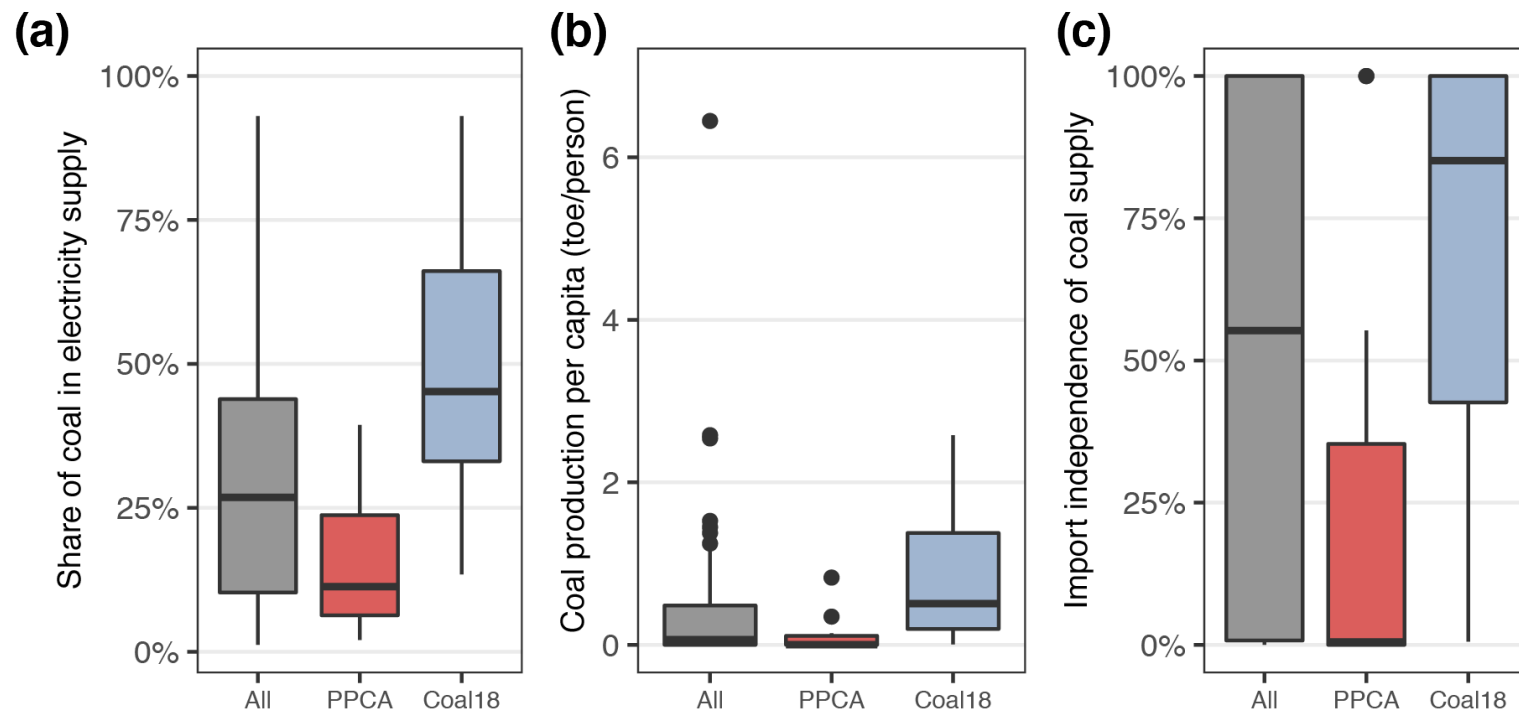 (a)
Share of coal in electricity supply
100%
75%
50%
25%
0%
All
PPCA
Coal18
(b)
Coal production per capita (toe/person)
6
4
2
0
All
PPCA
Coal18
(c)
Import independence of coal supply
100%
75%
50%
25%
0%
All
PPCA
Coal18